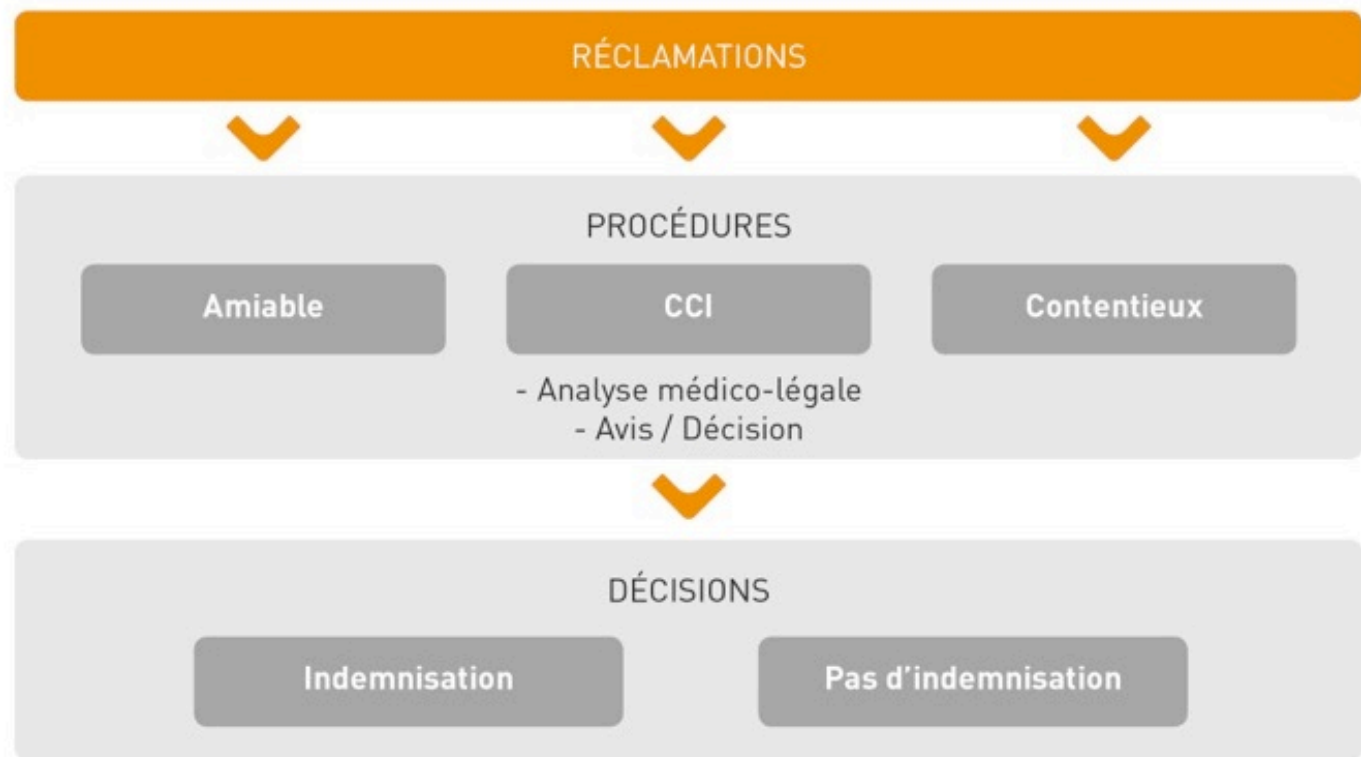 RÉCLAMATIONS
PROCÉDURES
Amiable
CCI
Contentieux
- Analyse médico-légale
- Avis / Décision
DÉCISIONS
Indemnisation
Pas d'indemnisation